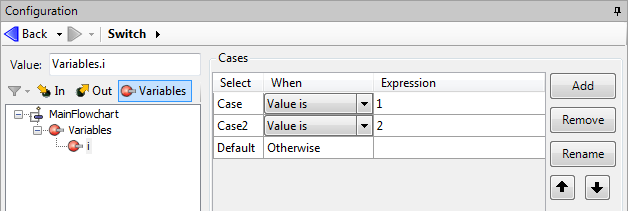 Configuration
Back Switch
Value: Variables.i
In Out Variables
MainFlowchart
Variables
i
Cases
Select When Expression
Case Value is 1
Case2 Value is 2
Default Otherwise
Add
Remove
Rename